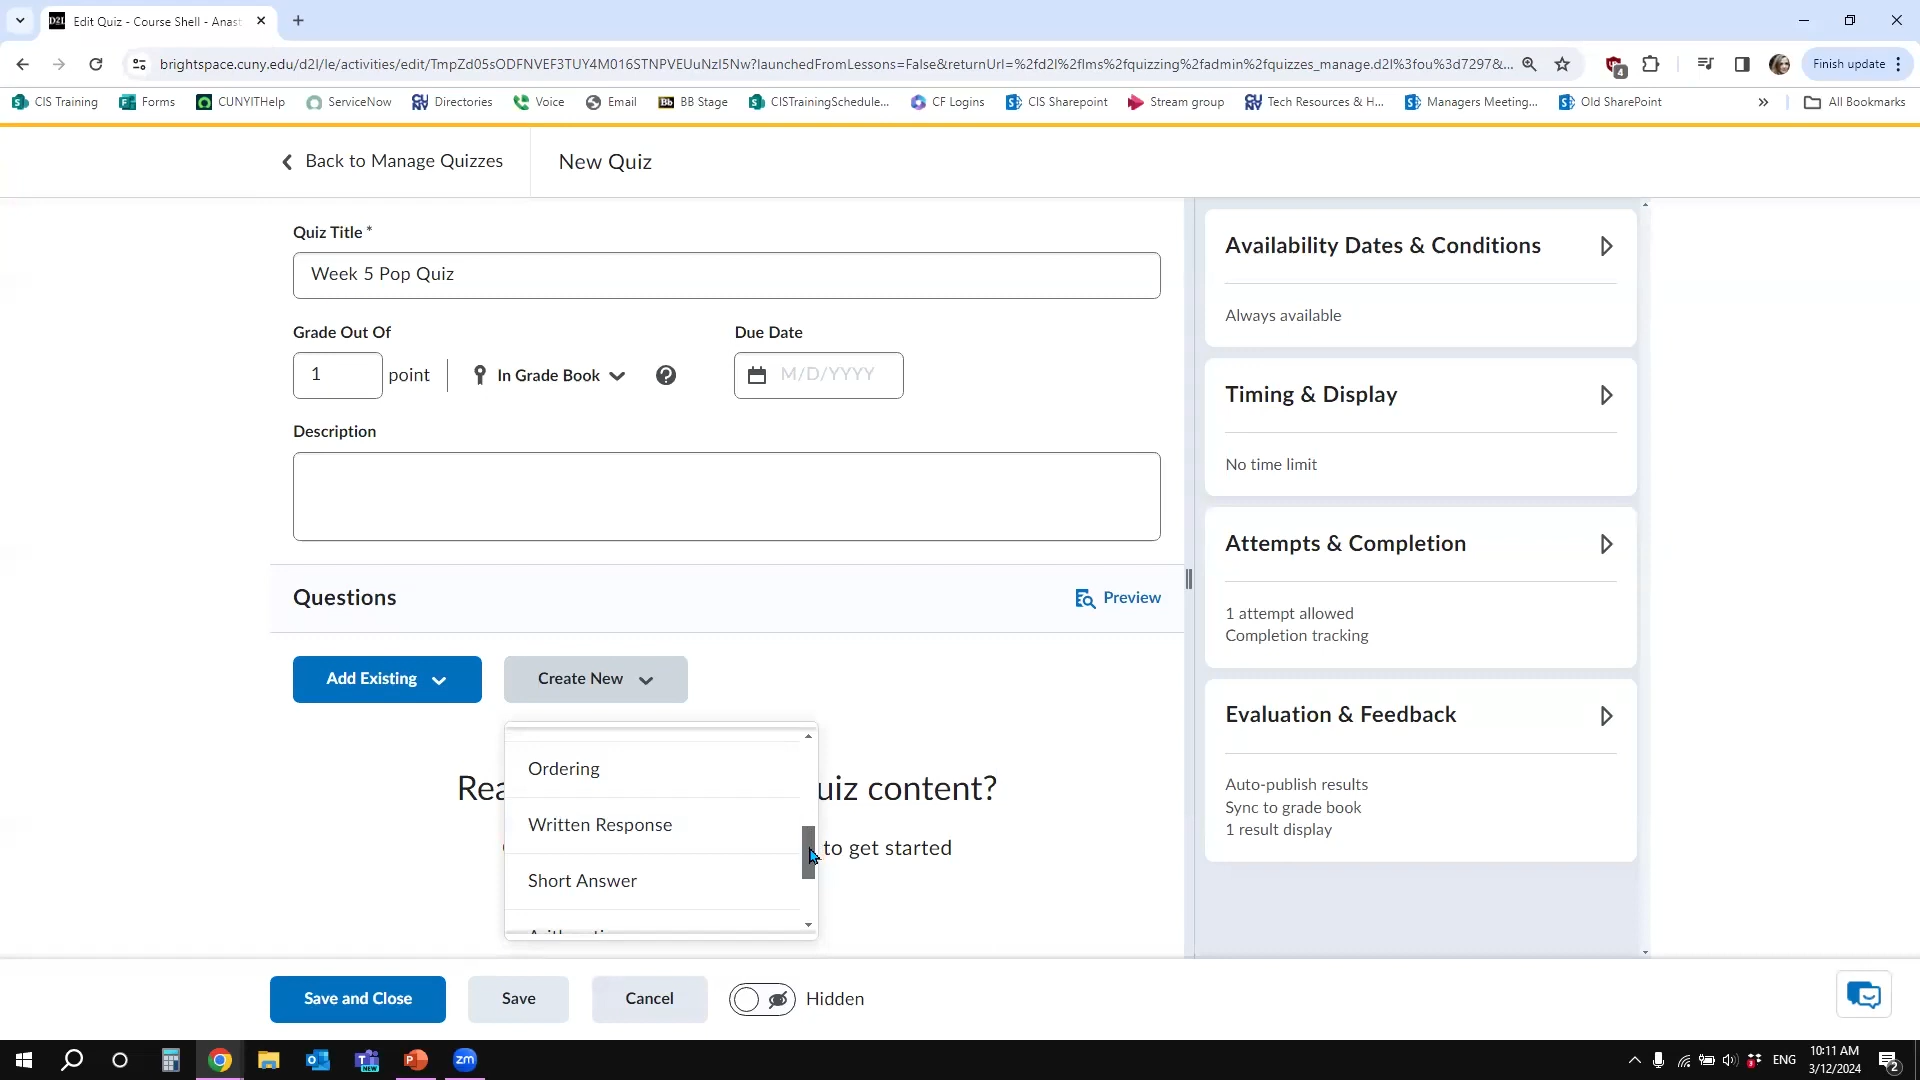 D2L Edit Quiz - Course Shell - Anast
brightspace.cuny.edu/d2l/le/activities/edit/TmpZd05sODFNVEF3TUY4M016STNPVEUuNzI5Nw?launchedFromLessons=False&returnUrl=%2fd2l%2flms%2fquizzing%2fadmin%2fquizzes_manage.d2l%3fou%3d7297&...
4
Finish update
CIS Training
Forms
CUNYITHelp
ServiceNow
Directories
Voice
Email
Bb BB Stage
CISTrainingSchedule...
CF Logins
CIS Sharepoint
Stream group
Tech Resources & H...
Managers Meeting...
Old SharePoint
All Bookmarks
Back to Manage Quizzes
New Quiz
Quiz Title *
Week 5 Pop Quiz
Grade Out Of
1 point
In Grade Book
Due Date
M/D/YYYY
Description
Questions
Preview
Add Existing
Create New
Ordering
Written Response
Short Answer
uiz content?
to get started
Availability Dates & Conditions
Always available
Timing & Display
No time limit
Attempts & Completion
1 attempt allowed
Completion tracking
Evaluation & Feedback
Auto-publish results
Sync to grade book
1 result display
Save and Close
Save
Cancel
Hidden
NEW
zm
ENG
10:11 AM
3/12/2024
2